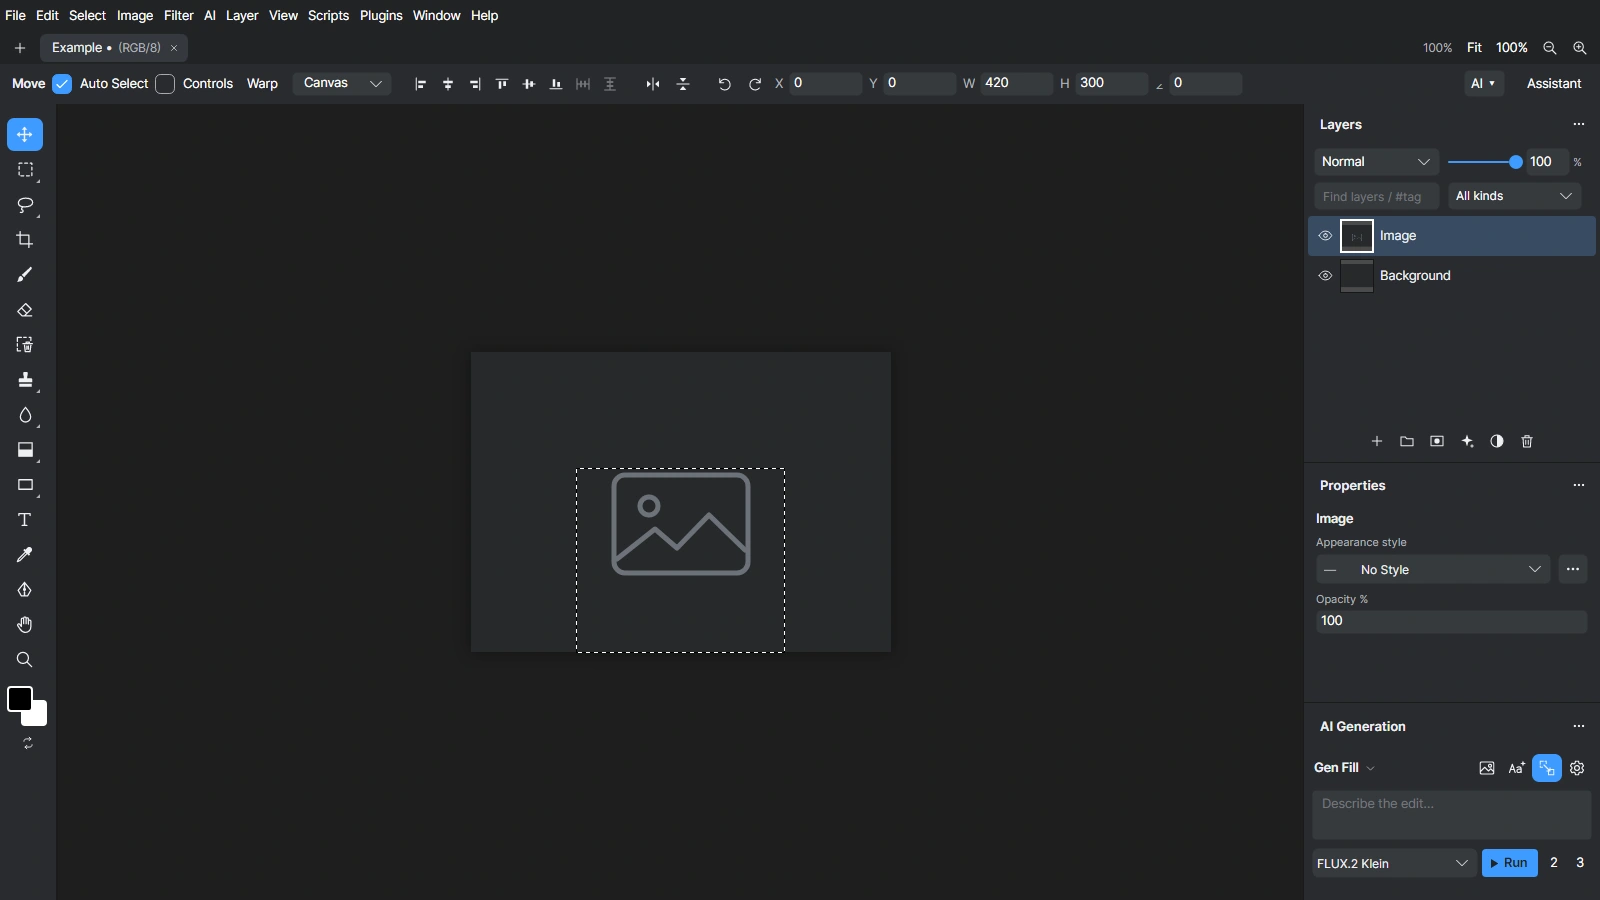 File Edit Select Image Filter AI Layer View Scripts Plugins Window Help
+ Example • (RGB/8) × 100% Fit 100%
Move Auto Select Controls Warp Canvas X 0 Y 0 W 420 H 300 ∠ 0 AI ▾ Assistant
Layers ...
Normal 100 %
Find layers / #tag All kinds
Image
Background
Properties ...
Image
Appearance style
— No Style ...
Opacity %
100
T
AI Generation ...
Gen Fill Aa+
Describe the edit...
FLUX.2 Klein Run 2 3